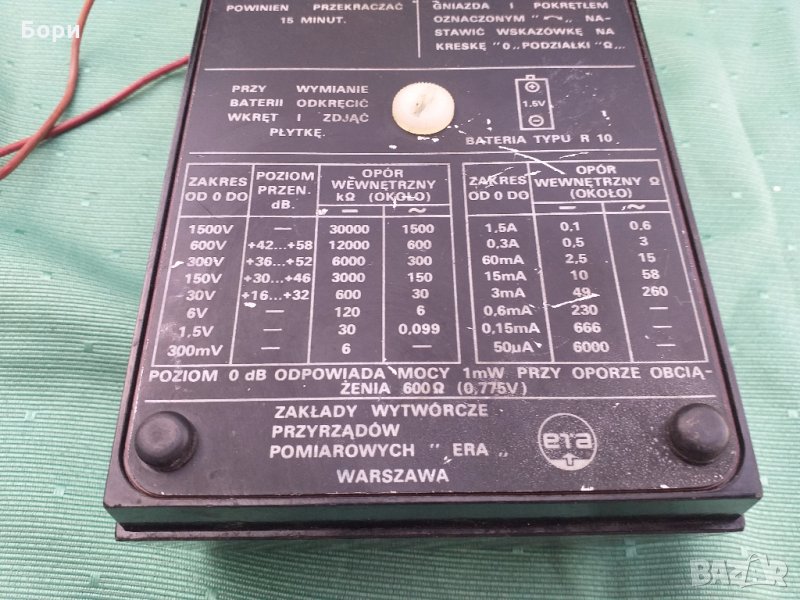 Бори
POWINIEN PRZEKRACZAĆ
15 MINUT.
GNIAZDA I POKRĘTŁEM
OZNACZONYM " „ NA-
STAWIĆ WSKAZÓWKĘ NA
KRESKĘ "0„ PODZIAŁKI "Ω„.
PRZY WYMIANIE
BATERII ODKRĘCIĆ
WKRĘT I ZDJĄĆ
PŁYTKĘ.
1.5V
BATERIA TYPU R 10
ZAKRES OD 0 DO | POZIOM PRZEN. dB. | OPÓR WEWNĘTRZNY kΩ (OKOŁO) — ~
1500V — 30000 1500
600V +42...+58 12000 600
300V +36...+52 6000 300
150V +30...+46 3000 150
30V +16...+32 600 30
6V — 120 6
1.5V — 30 0,099
300mV — 6 —
ZAKRES OD 0 DO | OPÓR WEWNĘTRZNY Ω (OKOŁO) — ~
1,5A 0,1 0,6
0,3A 0,5 3
60mA 2,5 15
15mA 10 58
3mA 49 260
0,6mA 230 —
0,15mA 666 —
50µA 6000 —
POZIOM 0 dB ODPOWIADA MOCY 1mW PRZY OPORZE OBCIĄ-
ŻENIA 600Ω (0,775V)
ZAKŁADY WYTWÓRCZE
PRZYRZĄDÓW
POMIAROWYCH " ERA „
WARSZAWA
era
BAZAR